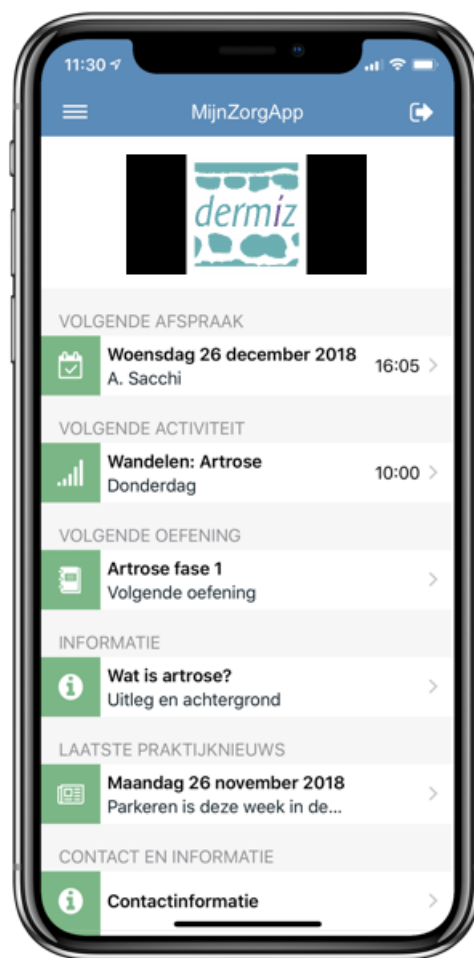 11:30
MijnZorgApp
dermiz
VOLGENDE AFSPRAAK
Woensdag 26 december 2018
A. Sacchi
16:05
VOLGENDE ACTIVITEIT
Wandelen: Artrose
Donderdag
10:00
VOLGENDE OEFENING
Artrose fase 1
Volgende oefening
INFORMATIE
Wat is artrose?
Uitleg en achtergrond
LAATSTE PRAKTIJKNIEUWS
Maandag 26 november 2018
Parkeren is deze week in de...
CONTACT EN INFORMATIE
Contactinformatie